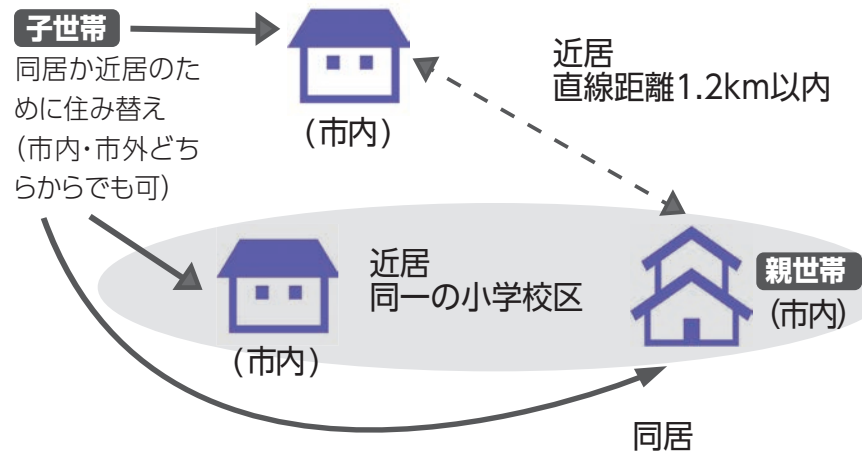 子世帯
同居か近居のた
めに住み替え
(市内・市外どち
らからでも可)
(市内)
近居
直線距離1.2km以内
近居
同一の小学校区
(市内)
親世帯
(市内)
同居